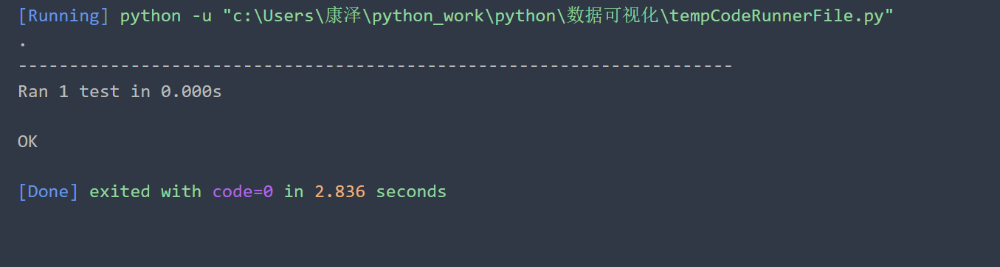 [Running] python -u "c:\Users\康泽\python_work\python\数据可视化\tempCodeRunnerFile.py"
.
----------------------------------------------------------------------
Ran 1 test in 0.000s
OK
[Done] exited with code=0 in 2.836 seconds